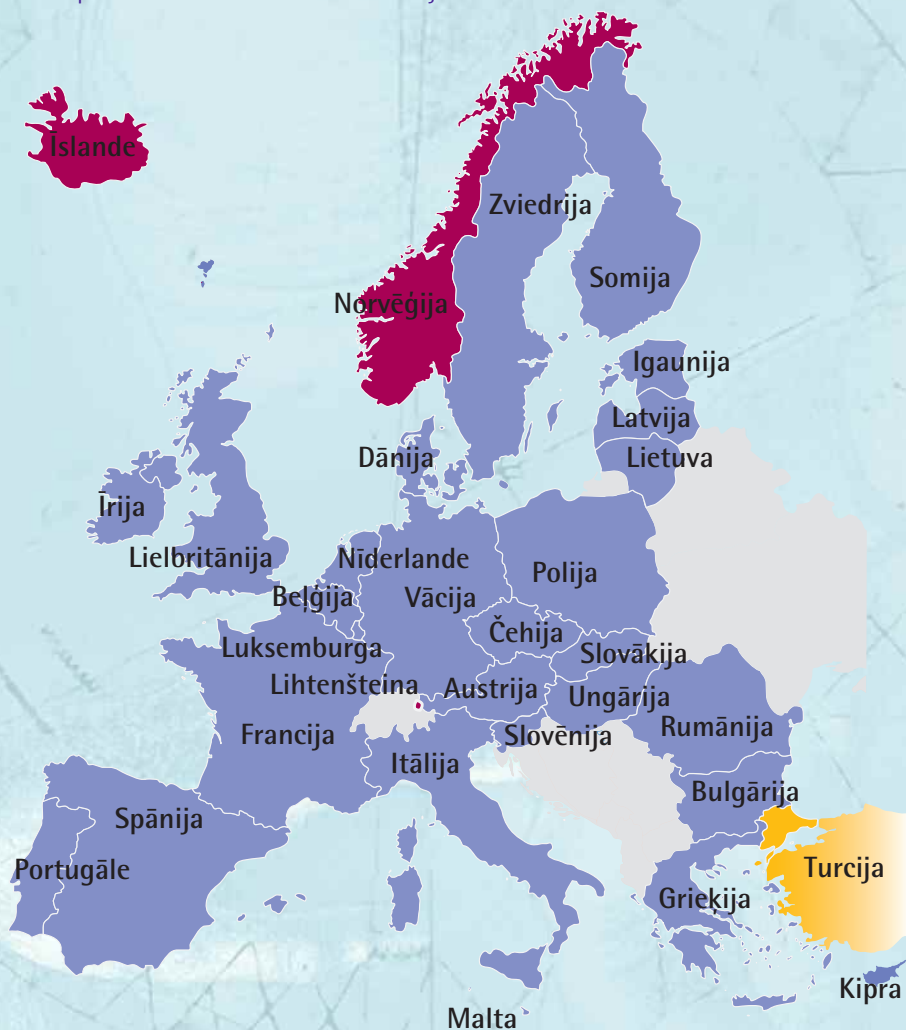 Īslande
Zviedrija
Somija
Norvēģija
Igaunija
Latvija
Lietuva
Dānija
Īrija
Lielbritānija
Nīderlande
Polija
Beļģija
Vācija
Čehija
Luksemburga
Slovākija
Lihtenšteina
Austrija
Ungārija
Francija
Slovēnija
Rumānija
Itālija
Bulgārija
Spānija
Portugāle
Turcija
Grieķija
Kipra
Malta